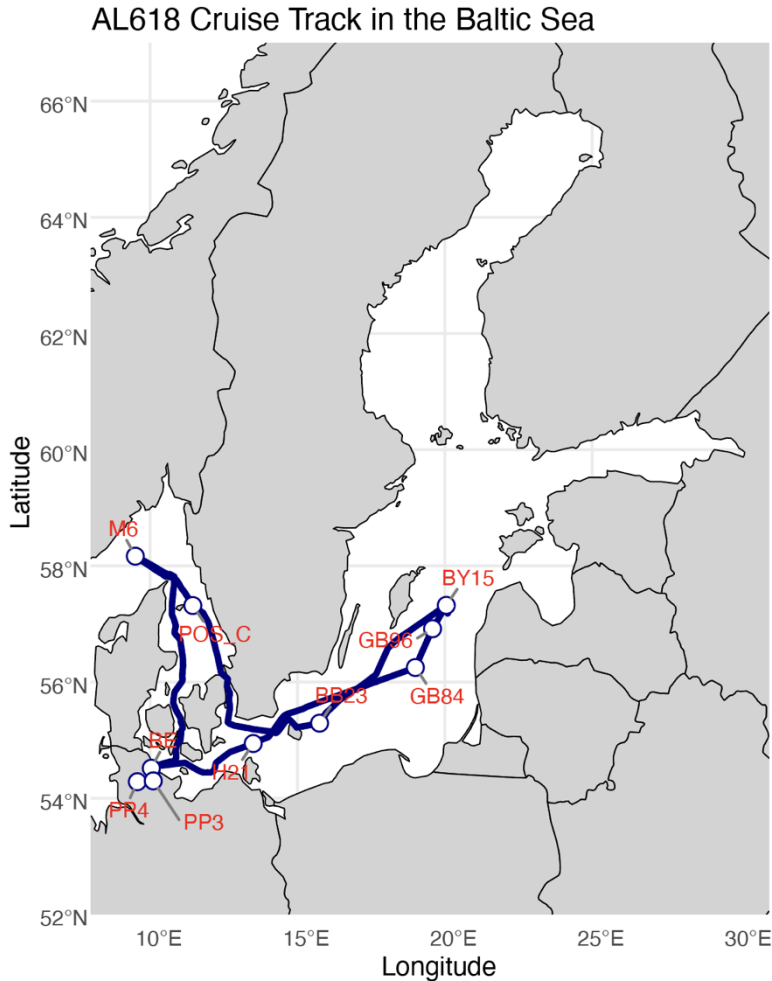 AL618 Cruise Track in the Baltic Sea
66°N
64°N
62°N
60°N
58°N
56°N
54°N
52°N
Latitude
M6
POS_C
BY15
GB96
GB84
BB23
BE
H21
PP4
PP3
10°E
15°E
20°E
25°E
30°E
Longitude